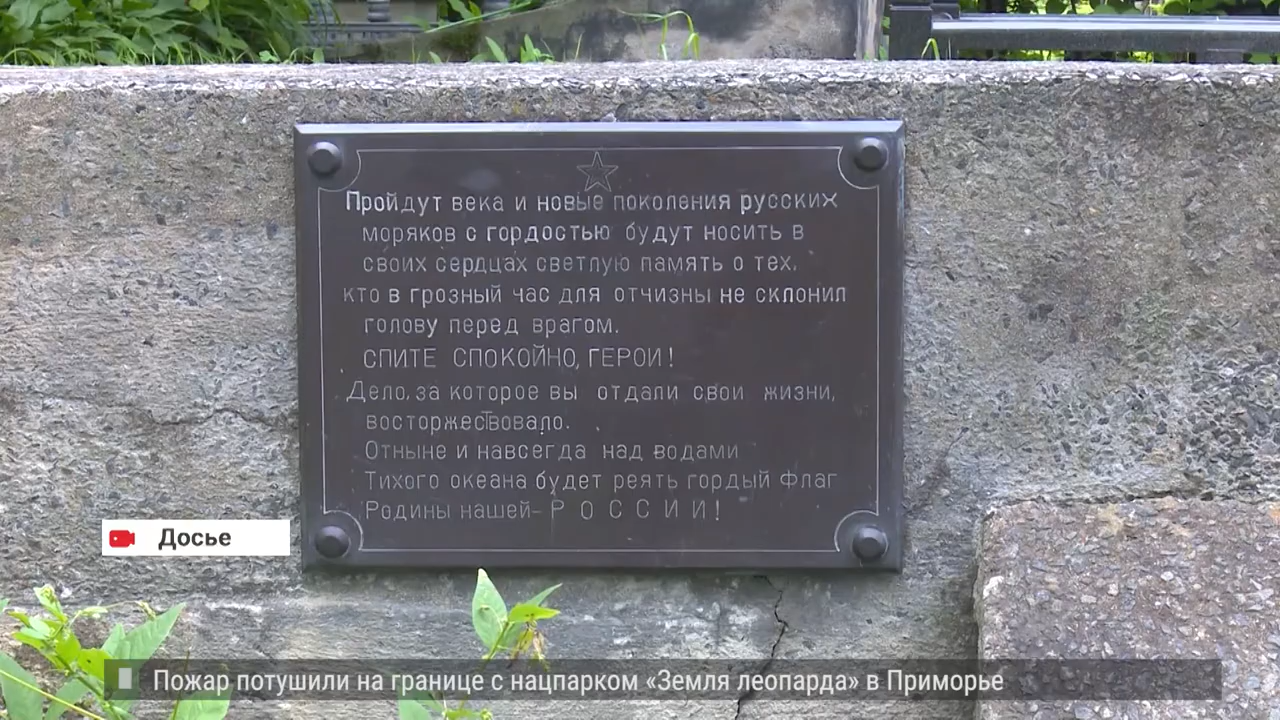 Пройдут века и новые поколения русских
моряков с гордостью будут носить в
своих сердцах светлую память о тех,
кто в грозный час для отчизны не склонил
голову перед врагом.
СПИТЕ СПОКОЙНО, ГЕРОИ!
Дело, за которое вы отдали свои жизни,
восторжествовало.
Отныне и навсегда над водами
Тихого океана будет реять гордый флаг
Родины нашей - РОССИИ!
Досье
Пожар потушили на границе с нацпарком «Земля леопарда» в Приморье